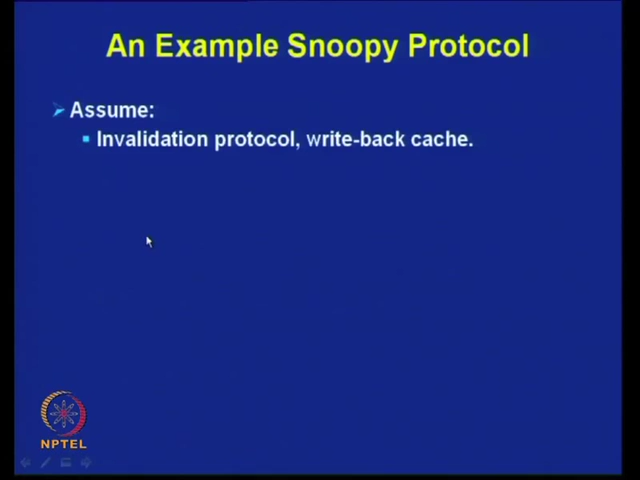 An Example Snoopy Protocol
Assume:
Invalidation protocol, write-back cache.
NPTEL